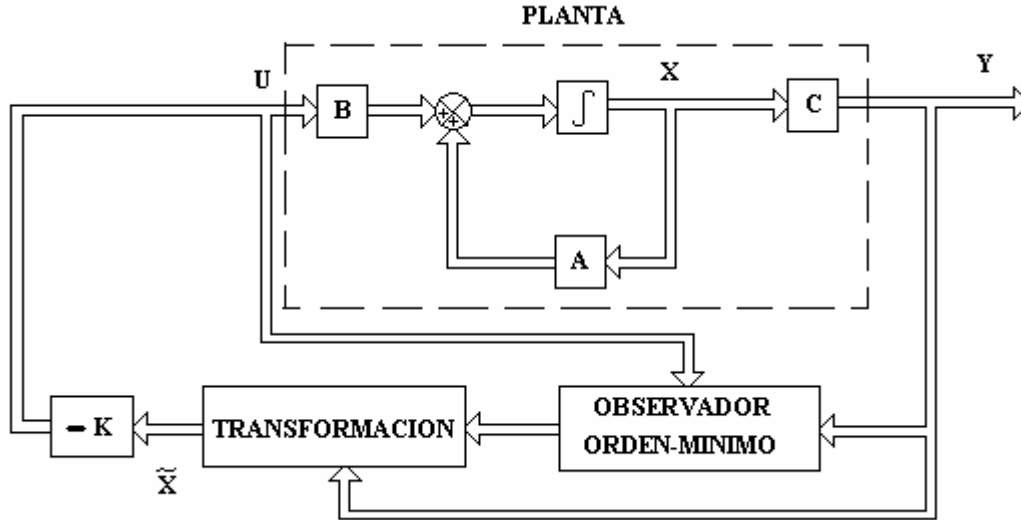 PLANTA
U
X
Y
B
++
∫
C
A
- K
TRANSFORMACION
OBSERVADOR
ORDEN-MINIMO
X̃